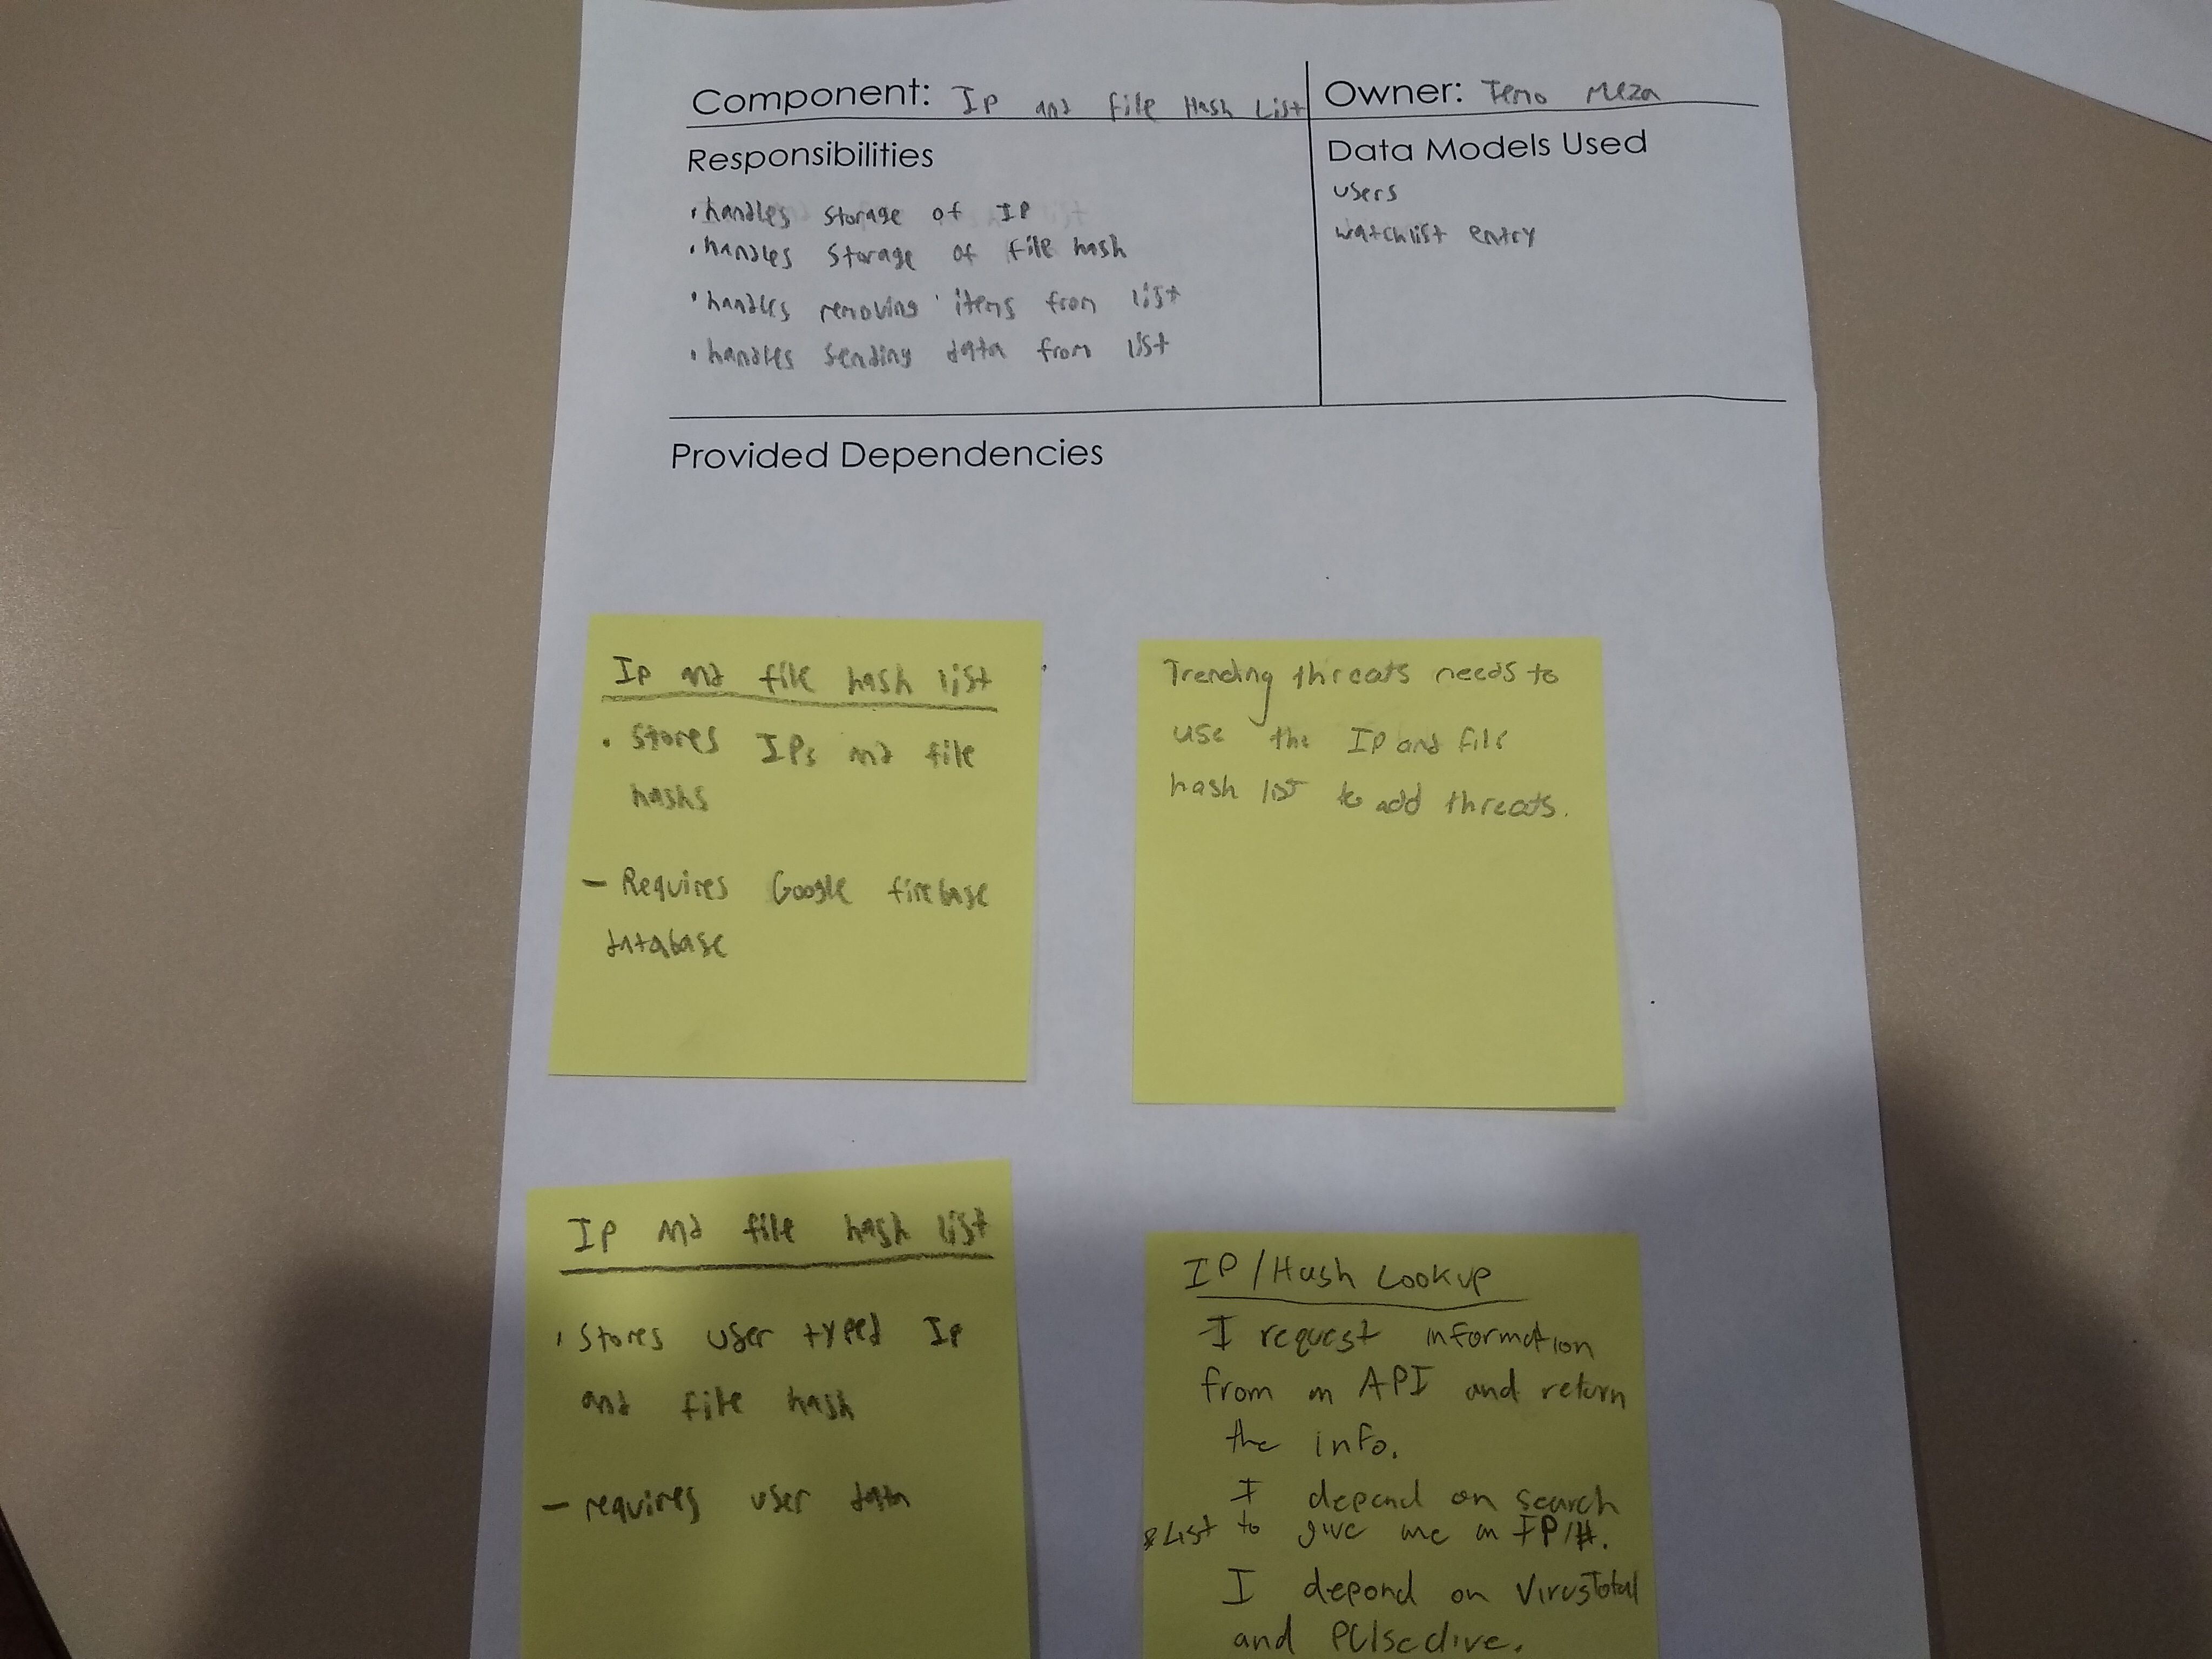 Component: Ip and file Hash List
Owner: Temo Meza
Responsibilities
• handles storage of IP
• handles storage of file hash
• handles removing items from list
• handles sending data from list
Data Models Used
users
watchlist entry
Provided Dependencies
Ip and file hash list
• Stores IPs and file
hashs
- Requires Google firebase
database
Trending threats needs to
use the Ip and file
hash list to add threats.
Ip and file hash list
• Stores user typed Ip
and file hash
- requires user data
IP/Hash Lookup
I request information
from an API and return
the info.
I depend on search
& List to give me an IP/#.
I depend on VirusTotal
and PUlsedive.